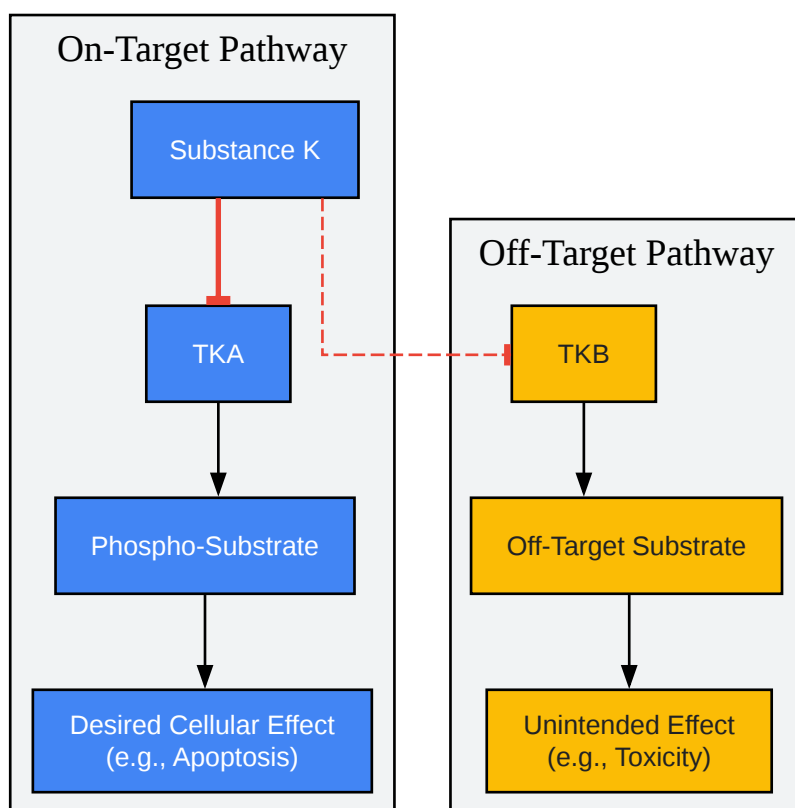 On-Target Pathway
Substance K
TKA
Phospho-Substrate
Desired Cellular Effect
(e.g., Apoptosis)
Off-Target Pathway
TKB
Off-Target Substrate
Unintended Effect
(e.g., Toxicity)